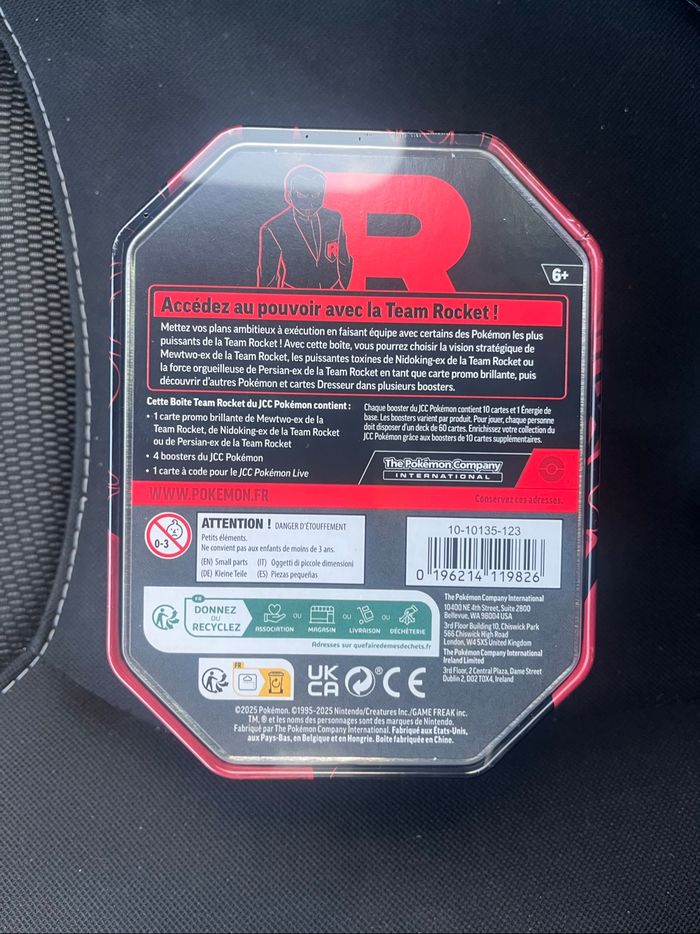 R
6+
Accédez au pouvoir avec la Team Rocket !
Mettez vos plans ambitieux à exécution en faisant équipe avec certains des Pokémon les plus
puissants de la Team Rocket ! Avec cette boîte, vous pourrez choisir la vision stratégique de
Mewtwo-ex de la Team Rocket, les puissantes toxines de Nidoking-ex de la Team Rocket ou
la force orgueilleuse de Persian-ex de la Team Rocket en tant que carte promo brillante, puis
découvrir d'autres Pokémon et cartes Dresseur dans plusieurs boosters.
Cette Boîte Team Rocket du JCC Pokémon contient :
• 1 carte promo brillante de Mewtwo-ex de la
Team Rocket, de Nidoking-ex de la Team Rocket
ou de Persian-ex de la Team Rocket
• 4 boosters du JCC Pokémon
• 1 carte à code pour le JCC Pokémon Live
Chaque booster du JCC Pokémon contient 10 cartes et 1 Énergie de
base. Les boosters varient par produit. Pour jouer, chaque personne
doit disposer d'un deck de 60 cartes. Enrichissez votre collection du
JCC Pokémon grâce aux boosters de 10 cartes supplémentaires.
The Pokémon Company
INTERNATIONAL
WWW.POKEMON.FR
Conservez ces adresses.
0-3
ATTENTION ! DANGER D'ÉTOUFFEMENT
Petits éléments.
Ne convient pas aux enfants de moins de 3 ans.
(EN) Small parts (IT) Oggetti di piccole dimensioni
(DE) Kleine Teile (ES) Piezas pequeñas
10-10135-123
0 196214 119826
FR
DONNEZ
OU
RECYCLEZ
ASSOCIATION
OU
MAGASIN
OU
LIVRAISON
OU
DÉCHÈTERIE
Adresses sur quefairedemesdechets.fr
The Pokémon Company International
10400 NE 4th Street, Suite 2800
Bellevue, WA 98004 USA
3rd Floor Building 10, Chiswick Park
566 Chiswick High Road
London, W4 5XS United Kingdom
The Pokémon Company International
Ireland Limited
3rd Floor, 2 Central Plaza, Dame Street
Dublin 2, D02 T0X4, Ireland
FR
UK
CA
CE
©2025 Pokémon. ©1995-2025 Nintendo/Creatures Inc./GAME FREAK inc.
TM, ® et les noms des personnages sont des marques de Nintendo.
Fabriqué par The Pokémon Company International. Fabriqué aux États-Unis,
aux Pays-Bas, en Belgique et en Hongrie. Boîte fabriquée en Chine.